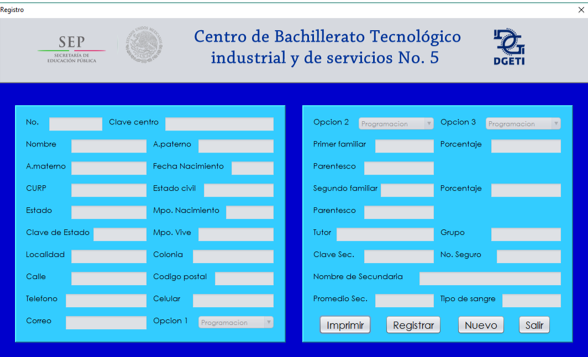 Registro
SEP
SECRETARÍA DE
EDUCACIÓN PÚBLICA
Centro de Bachillerato Tecnológico
industrial y de servicios No. 5
DGETI
No. Clave centro
Nombre A.paterno
A.materno Fecha Nacimiento
CURP Estado civil
Estado Mpo. Nacimiento
Clave de Estado Mpo. Vive
Localidad Colonia
Calle Codigo postal
Telefono Celular
Correo Opcion 1 Programacion
Opcion 2 Programacion Opcion 3 Programacion
Primer familiar Porcentaje
Parentesco
Segundo familiar Porcentaje
Parentesco
Tutor Grupo
Clave Sec. No. Seguro
Nombre de Secundaria
Promedio Sec. Tipo de sangre
Imprimir Registrar Nuevo Salir